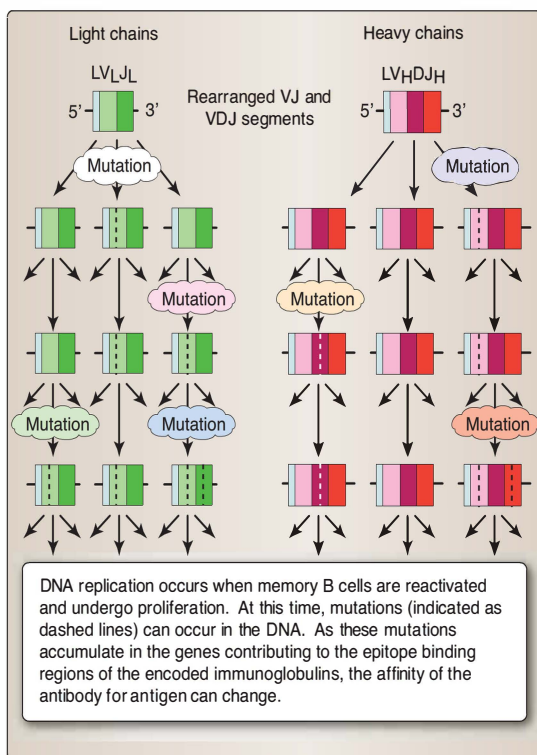 Light chains
Heavy chains
LVLJL
LVHDJH
5’
3’
Rearranged VJ and
VDJ segments
5’
3’
Mutation
Mutation
Mutation
Mutation
Mutation
Mutation
Mutation
DNA replication occurs when memory B cells are reactivated
and undergo proliferation. At this time, mutations (indicated as
dashed lines) can occur in the DNA. As these mutations
accumulate in the genes contributing to the epitope binding
regions of the encoded immunoglobulins, the affinity of the
antibody for antigen can change.